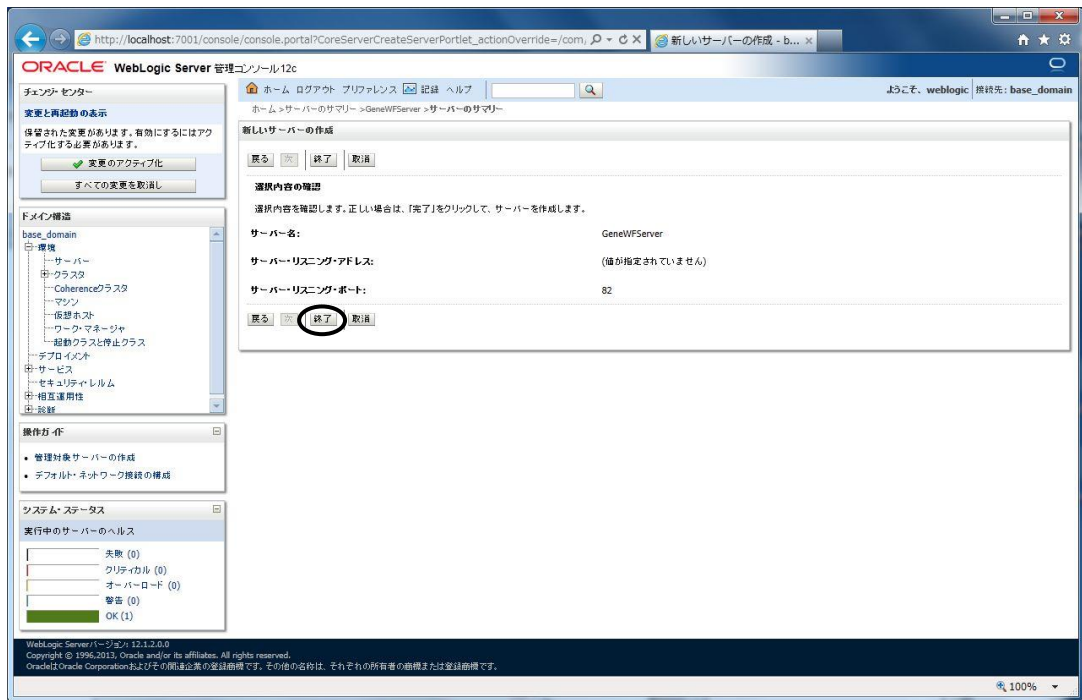 http://localhost:7001/console/console.portal?CoreServerCreateServerPortlet_actionOverride=/com,
新しいサーバーの作成 - b...
ORACLE WebLogic Server 管理コンソール12c
チェンジ・センター
変更と再起動の表示
保留された変更があります。有効にするにはアク
ティブ化する必要があります。
変更のアクティブ化
すべての変更を取消し
ドメイン構造
base_domain
環境
サーバー
クラスタ
Coherenceクラスタ
マシン
仮想ホスト
ワーク・マネージャ
起動クラスと停止クラス
デプロイメント
サービス
セキュリティ・レルム
相互運用性
診断
操作ガイド
管理対象サーバーの作成
デフォルト・ネットワーク接続の構成
システム・ステータス
実行中のサーバーのヘルス
失敗 (0)
クリティカル (0)
オーバーロード (0)
警告 (0)
OK (1)
ホーム ログアウト プリファレンス 記録 ヘルプ
ようこそ、weblogic 接続先: base_domain
ホーム >サーバーのサマリー >GeneWFServer >サーバーのサマリー
新しいサーバーの作成
戻る 次 終了 取消
選択内容の確認
選択内容を確認します。正しい場合は、「完了」をクリックして、サーバーを作成します。
サーバー名: GeneWFServer
サーバー・リスニング・アドレス: (値が指定されていません)
サーバー・リスニング・ポート: 82
戻る 次 終了 取消
WebLogic Serverバージョン: 12.1.2.0.0
Copyright © 1996,2013, Oracle and/or its affiliates. All rights reserved.
OracleはOracle Corporationおよびその関連企業の登録商標です。その他の名称は、それぞれの所有者の商標または登録商標です。
100%